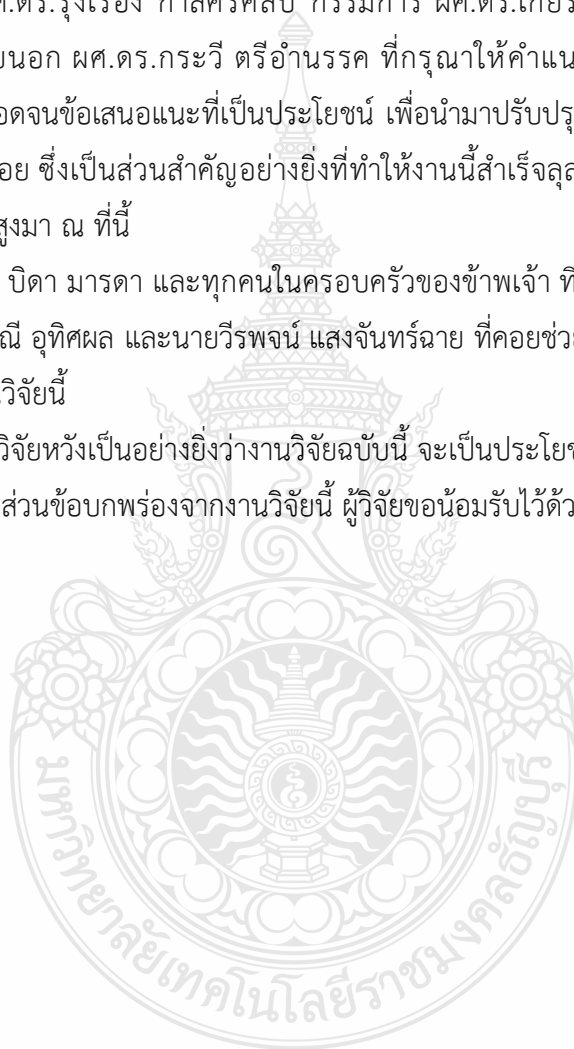 ศ.ดร.รุ่งเรือง กาลศิริศิลป์ กรรมการ ผศ.ดร.เกียร
ยนอก ผศ.ดร.กระวี ตรีอำนรรค ที่กรุณาให้คำแน
อดจนข้อเสนอแนะที่เป็นประโยชน์ เพื่อนำมาปรับปรุ
อย ซึ่งเป็นส่วนสำคัญอย่างยิ่งที่ทำให้งานนี้สำเร็จลุล
สูงมา ณ ที่นี้
บิดา มารดา และทุกคนในครอบครัวของข้าพเจ้า ที
ณี อุทิศผล และนายวีรพจน์ แสงจันทร์ฉาย ที่คอยช่วย
วิจัยนี้
วิจัยหวังเป็นอย่างยิ่งว่างานวิจัยฉบับนี้ จะเป็นประโยช
ส่วนข้อบกพร่องจากงานวิจัยนี้ ผู้วิจัยขอน้อมรับไว้ด้ว
มหาวิทยาลัยเทคโนโลยีราชมงคลธัญบุรี